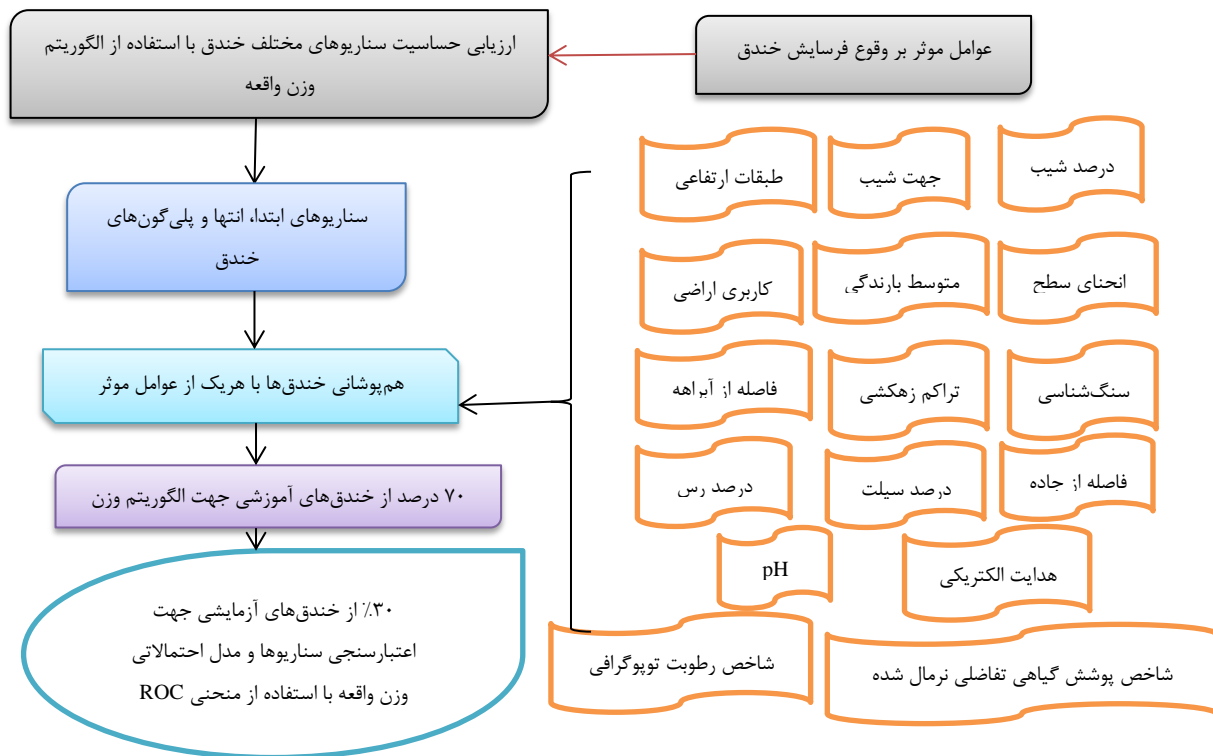 عوامل موثر بر وقوع فرسایش خندق
ارزیابی حساسیت سناریوهای مختلف خندق با استفاده از الگوریتم
وزن واقعه
سناریوهای ابتدا، انتها و پلی‌گون‌های
خندق
هم‌پوشانی خندق‌ها با هریک از عوامل موثر
۷۰ درصد از خندق‌های آموزشی جهت الگوریتم وزن
۳۰٪ از خندق‌های آزمایشی جهت
اعتبارسنجی سناریوها و مدل احتمالاتی
وزن واقعه با استفاده از منحنی ROC
درصد شیب
جهت شیب
طبقات ارتفاعی
انحنای سطح
متوسط بارندگی
کاربری اراضی
سنگ‌شناسی
تراکم زهکشی
فاصله از آبراهه
فاصله از جاده
درصد سیلت
درصد رس
هدایت الکتریکی
pH
شاخص پوشش گیاهی تفاضلی نرمال شده
شاخص رطوبت توپوگرافی